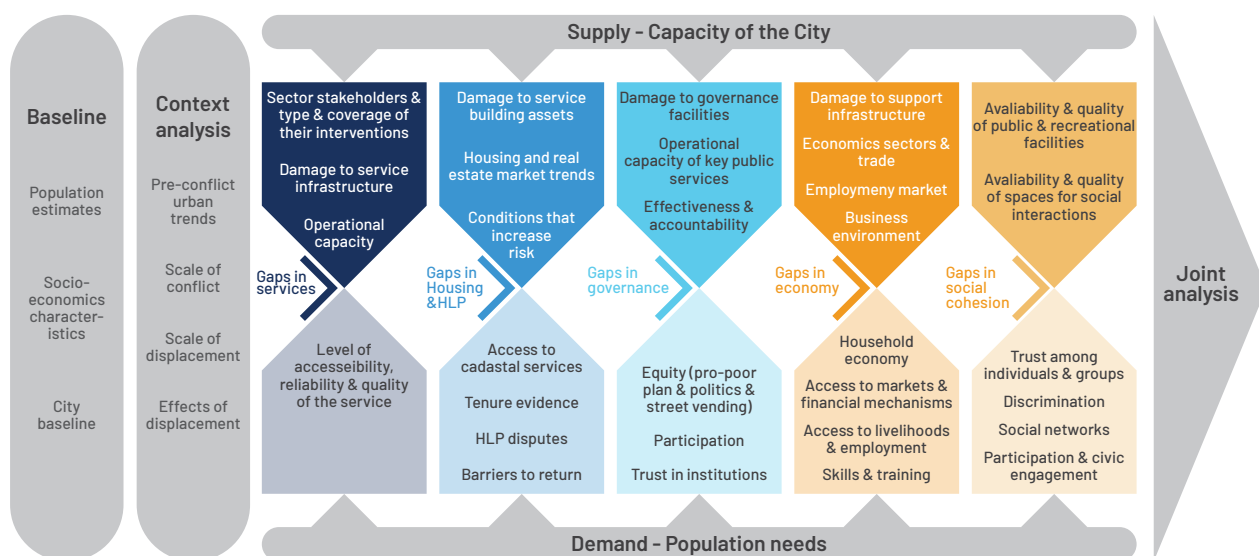 Supply - Capacity of the City
Baseline
Population
estimates
Socio-
economics
character-
istics
City
baseline
Context
analysis
Pre-conflict
urban
trends
Scale of
conflict
Scale of
displacement
Effects of
displacement
Sector stakeholders &
type & coverage of
their interventions
Damage to service
infrastructure
Operational
capacity
Gaps in
services
Level of
accesseibility,
reliability & quality
of the service
Damage to service
building assets
Housing and real
estate market trends
Conditions that
increase
risk
Gaps in
Housing
&HLP
Access to
cadastal services
Tenure evidence
HLP disputes
Barriers to return
Damage to governance
facilities
Operational
capacity of key public
services
Effectiveness &
accountability
Gaps in
governance
Equity (pro-poor
plan & politics &
street vending)
Participation
Trust in institutions
Damage to support
infrastructure
Economics sectors &
trade
Employmeny market
Business
environment
Gaps in
economy
Household
economy
Access to markets &
financial mechanisms
Access to livelihoods
& employment
Skills & training
Avaliability & quality
of public & recreational
facilities
Avaliability & quality
of spaces for social
interactions
Gaps in
social
cohesion
Trust among
individuals & groups
Discrimination
Social networks
Participation & civic
engagement
Joint
analysis
Demand - Population needs